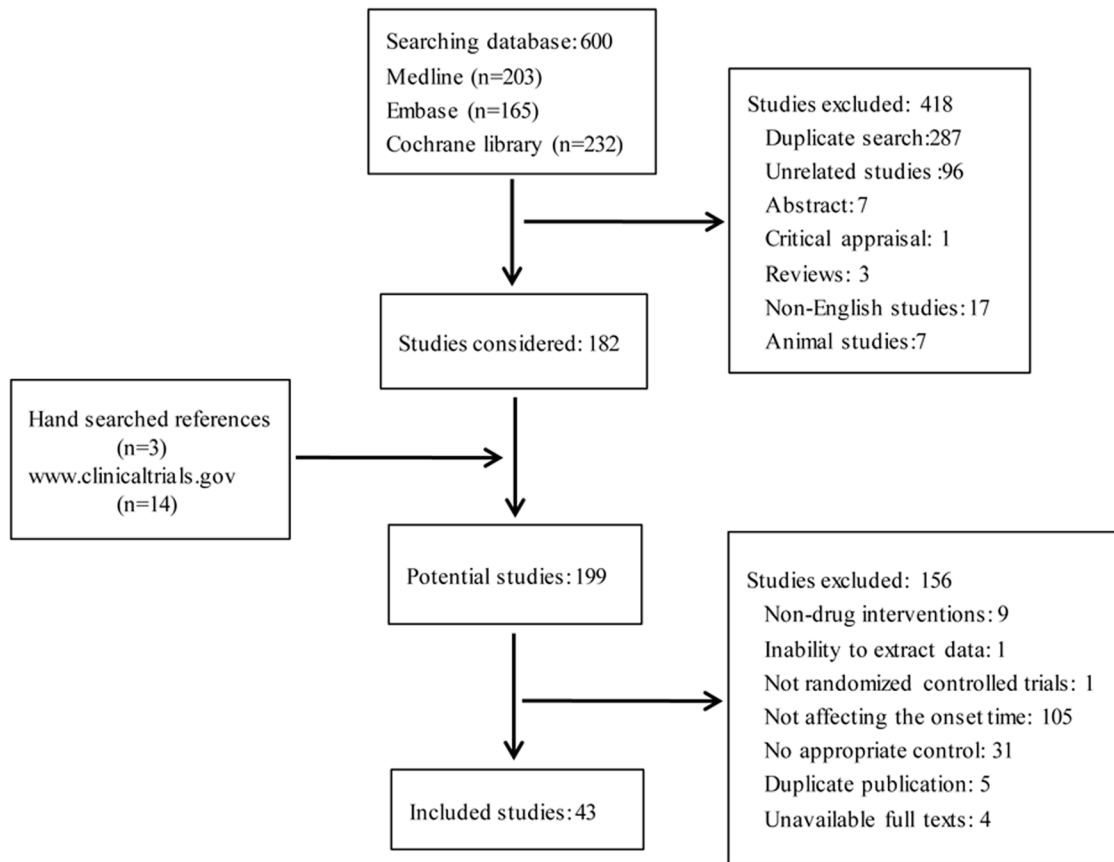 Searching database: 600
Medline (n=203)
Embase (n=165)
Cochrane library (n=232)
Studies excluded: 418
Duplicate search:287
Unrelated studies :96
Abstract: 7
Critical appraisal: 1
Reviews: 3
Non-English studies: 17
Animal studies:7
Studies considered: 182
Hand searched references
(n=3)
www.clinicaltrials.gov
(n=14)
Potential studies: 199
Studies excluded: 156
Non-drug interventions: 9
Inability to extract data: 1
Not randomized controlled trials: 1
Not affecting the onset time: 105
No appropriate control: 31
Duplicate publication: 5
Unavailable full texts: 4
Included studies: 43